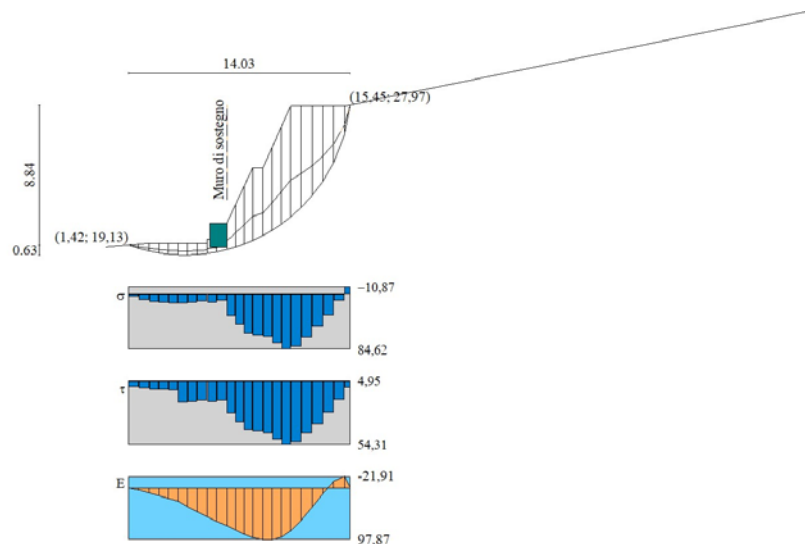 14.03
(15,45; 27,97)
Muro di sostegno
8.84
(1,42; 19,13)
0.63
σ
−10,87
84,62
τ
4,95
54,31
E
-21,91
97,87